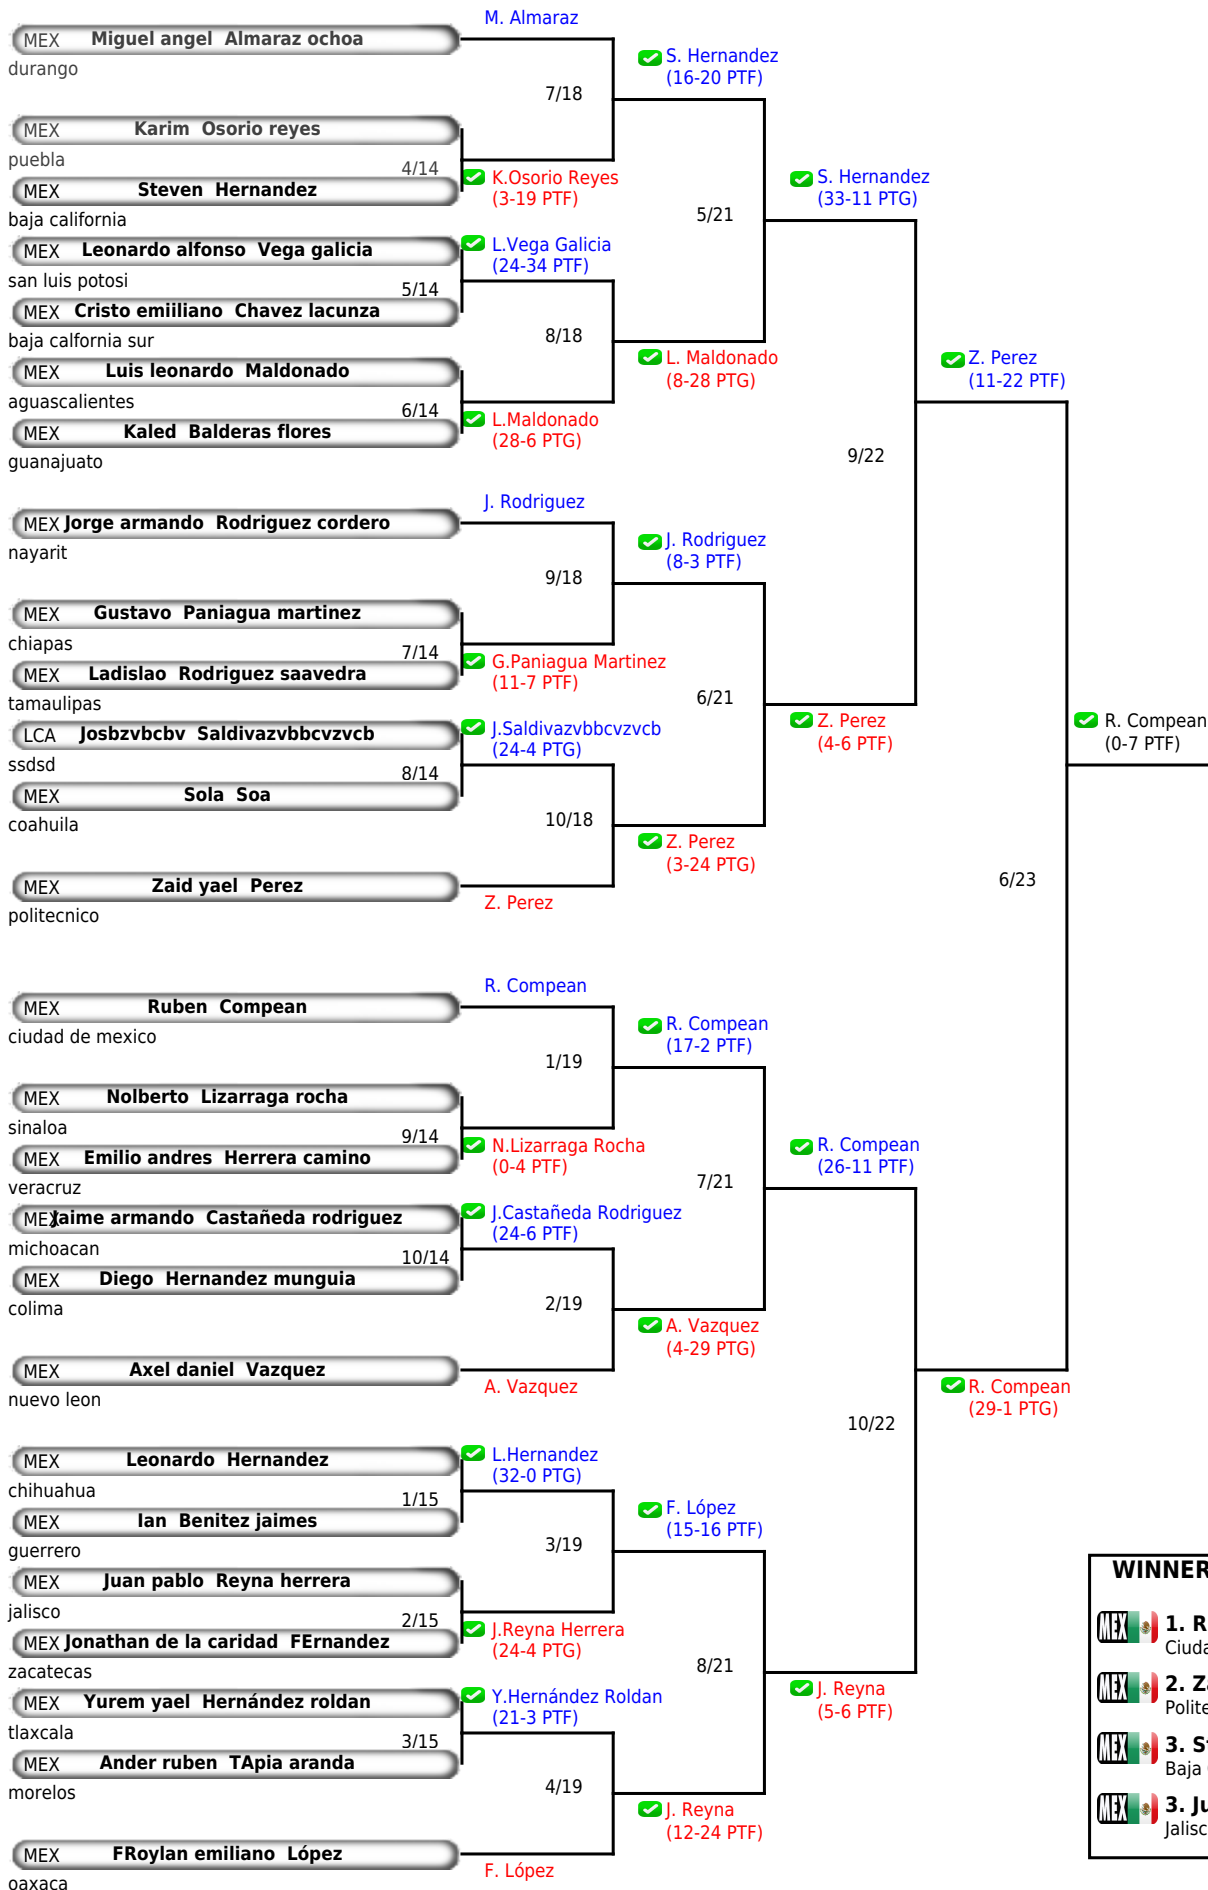 M. Almaraz
MEX Miguel angel Almaraz ochoa
durango
7/18
S. Hernandez
(16-20 PTF)
MEX Karim Osorio reyes
puebla
4/14
K.Osorio Reyes
(3-19 PTF)
MEX Steven Hernandez
baja california
S. Hernandez
(33-11 PTG)
5/21
MEX Leonardo alfonso Vega galicia
san luis potosi
L.Vega Galicia
(24-34 PTF)
5/14
MEX Cristo emiiliano Chavez lacunza
baja calfornia sur
8/18
L. Maldonado
(8-28 PTG)
MEX Luis leonardo Maldonado
aguascalientes
6/14
L.Maldonado
(28-6 PTG)
MEX Kaled Balderas flores
guanajuato
Z. Perez
(11-22 PTF)
9/22
J. Rodriguez
MEX Jorge armando Rodriguez cordero
nayarit
J. Rodriguez
(8-3 PTF)
9/18
MEX Gustavo Paniagua martinez
chiapas
7/14
G.Paniagua Martinez
(11-7 PTF)
MEX Ladislao Rodriguez saavedra
tamaulipas
6/21
Z. Perez
(4-6 PTF)
R. Compean
(0-7 PTF)
LCA Josbzvbcbv Saldivazvbbcvzvcb
ssdsd
J.Saldivazvbbcvzvcb
(24-4 PTG)
8/14
MEX Sola Soa
coahuila
10/18
Z. Perez
(3-24 PTG)
MEX Zaid yael Perez
politecnico
Z. Perez
6/23
R. Compean
MEX Ruben Compean
ciudad de mexico
R. Compean
(17-2 PTF)
1/19
MEX Nolberto Lizarraga rocha
sinaloa
9/14
N.Lizarraga Rocha
(0-4 PTF)
MEX Emilio andres Herrera camino
veracruz
R. Compean
(26-11 PTF)
7/21
MEX Jaime armando Castañeda rodriguez
michoacan
J.Castañeda Rodriguez
(24-6 PTF)
10/14
MEX Diego Hernandez munguia
colima
2/19
A. Vazquez
(4-29 PTG)
MEX Axel daniel Vazquez
nuevo leon
A. Vazquez
R. Compean
(29-1 PTG)
10/22
MEX Leonardo Hernandez
chihuahua
L.Hernandez
(32-0 PTG)
1/15
MEX Ian Benitez jaimes
guerrero
F. López
(15-16 PTF)
3/19
MEX Juan pablo Reyna herrera
jalisco
2/15
J.Reyna Herrera
(24-4 PTG)
MEX Jonathan de la caridad FErnandez
zacatecas
8/21
J. Reyna
(5-6 PTF)
MEX Yurem yael Hernández roldan
tlaxcala
Y.Hernández Roldan
(21-3 PTF)
3/15
MEX Ander ruben TApia aranda
morelos
4/19
J. Reyna
(12-24 PTF)
MEX FRoylan emiliano López
oaxaca
F. López
WINNER
MEX 1. R
Ciuda
MEX 2. Za
Polite
MEX 3. St
Baja
MEX 3. Ju
Jalisc